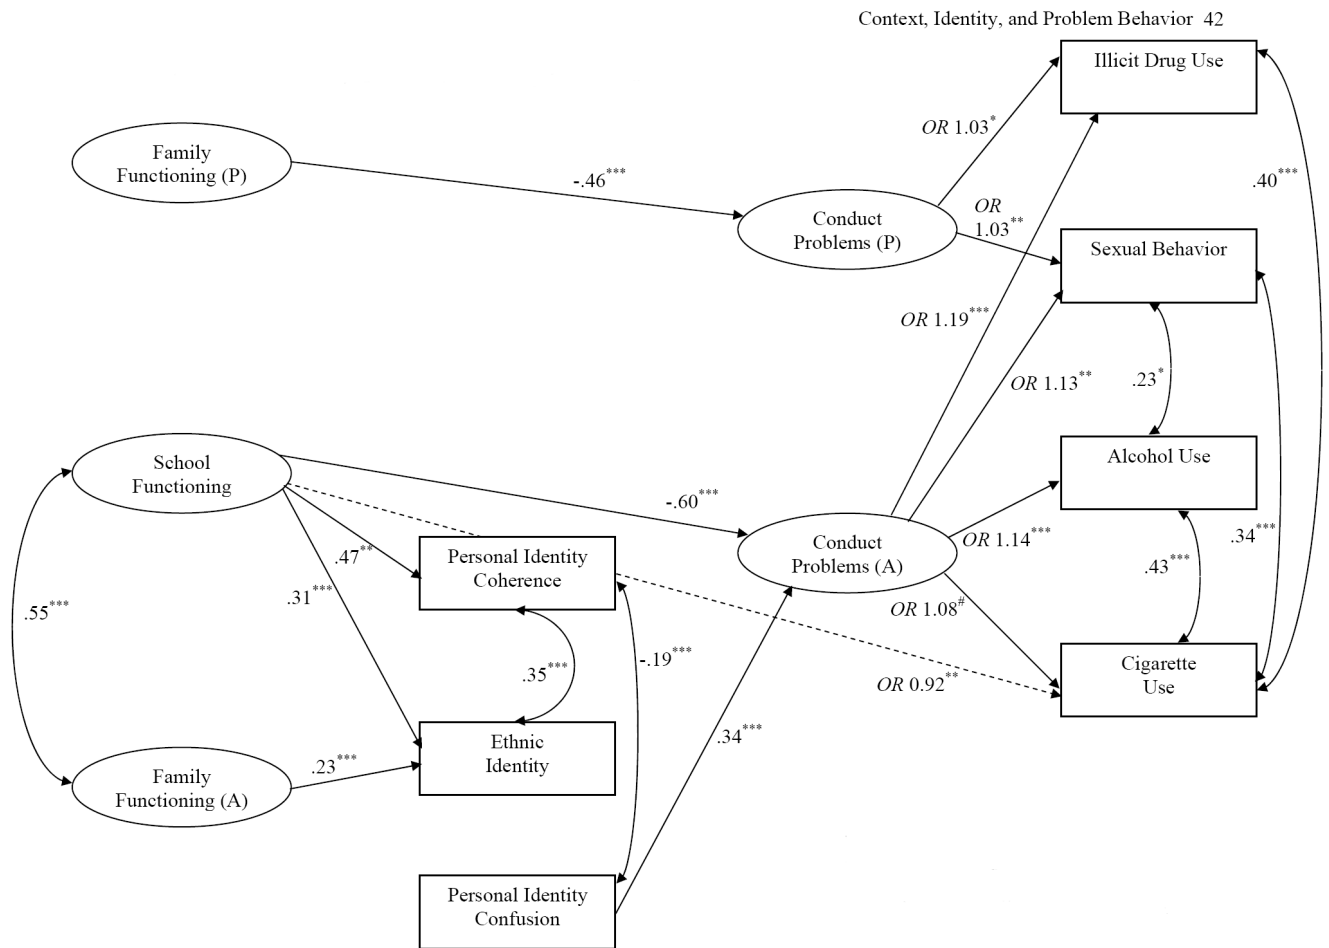 Context, Identity, and Problem Behavior 42
Illicit Drug Use
OR 1.03*
Family
Functioning (P)
-.46***
.40***
OR
1.03**
Conduct
Problems (P)
Sexual Behavior
OR 1.19***
OR 1.13**
.23*
School
Functioning
Alcohol Use
-.60***
.47**
Personal Identity
Coherence
Conduct
Problems (A)
OR 1.14***
.34***
.43***
.31***
.55***
OR 1.08#
-.19***
.35***
OR 0.92**
Cigarette
Use
Ethnic
Identity
.34***
.23***
Family
Functioning (A)
Personal Identity
Confusion